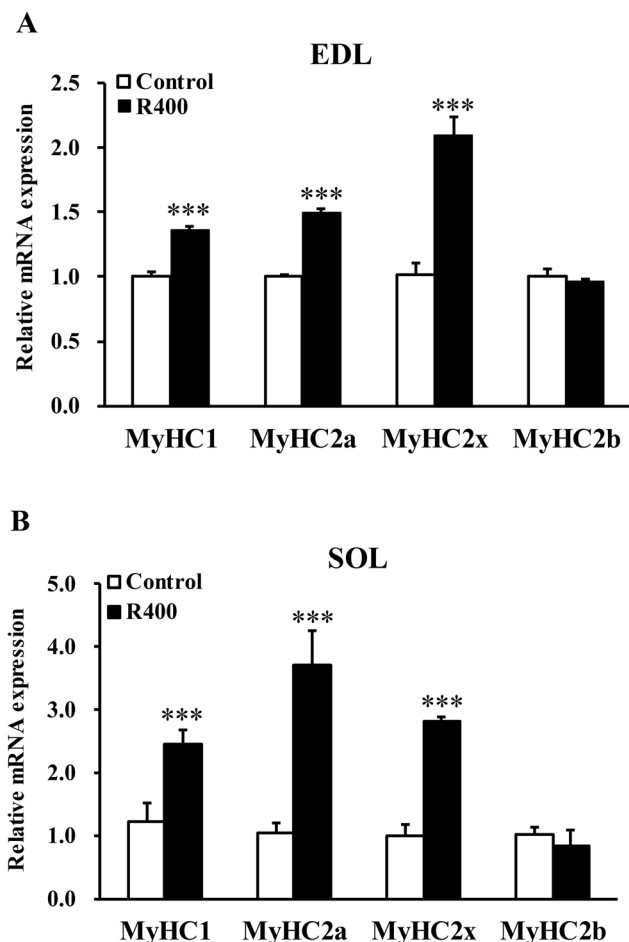 A
EDL
Control
R400
Relative mRNA expression
2.5
2.0
1.5
1.0
0.5
0.0
***
***
***
MyHC1 MyHC2a MyHC2x MyHC2b
B
SOL
Control
R400
Relative mRNA expression
5.0
4.0
3.0
2.0
1.0
0.0
***
***
***
MyHC1 MyHC2a MyHC2x MyHC2b